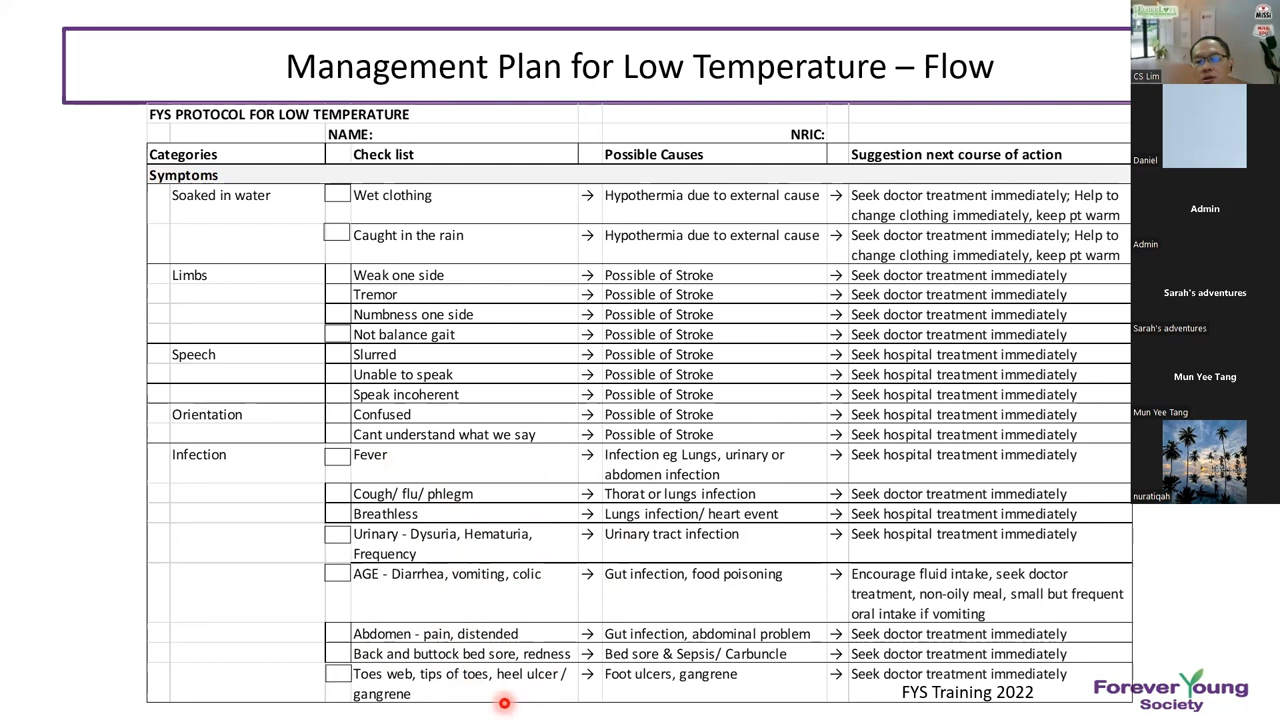 Management Plan for Low Temperature – Flow
FYS PROTOCOL FOR LOW TEMPERATURE
NAME: NRIC:
Categories Check list Possible Causes Suggestion next course of action
Symptoms
Soaked in water Wet clothing → Hypothermia due to external cause → Seek doctor treatment immediately; Help to
change clothing immediately, keep pt warm
Caught in the rain → Hypothermia due to external cause → Seek doctor treatment immediately; Help to
change clothing immediately, keep pt warm
Limbs Weak one side → Possible of Stroke → Seek doctor treatment immediately
Tremor → Possible of Stroke → Seek doctor treatment immediately
Numbness one side → Possible of Stroke → Seek doctor treatment immediately
Not balance gait → Possible of Stroke → Seek doctor treatment immediately
Speech Slurred → Possible of Stroke → Seek hospital treatment immediately
Unable to speak → Possible of Stroke → Seek hospital treatment immediately
Speak incoherent → Possible of Stroke → Seek hospital treatment immediately
Orientation Confused → Possible of Stroke → Seek hospital treatment immediately
Cant understand what we say → Possible of Stroke → Seek hospital treatment immediately
Infection Fever → Infection eg Lungs, urinary or → Seek hospital treatment immediately
abdomen infection
Cough/ flu/ phlegm → Thorat or lungs infection → Seek doctor treatment immediately
Breathless → Lungs infection/ heart event → Seek hospital treatment immediately
Urinary - Dysuria, Hematuria, → Urinary tract infection → Seek hospital treatment immediately
Frequency
AGE - Diarrhea, vomiting, colic → Gut infection, food poisoning → Encourage fluid intake, seek doctor
treatment, non-oily meal, small but frequent
oral intake if vomiting
Abdomen - pain, distended → Gut infection, abdominal problem → Seek doctor treatment immediately
Back and buttock bed sore, redness → Bed sore & Sepsis/ Carbuncle → Seek doctor treatment immediately
Toes web, tips of toes, heel ulcer / → Foot ulcers, gangrene → Seek doctor treatment immediately
gangrene
FYS Training 2022
Forever Young
Society
CS Lim
Daniel
Admin
Admin
Sarah's adventures
Sarah's adventures
Mun Yee Tang
Mun Yee Tang
nuratiqah